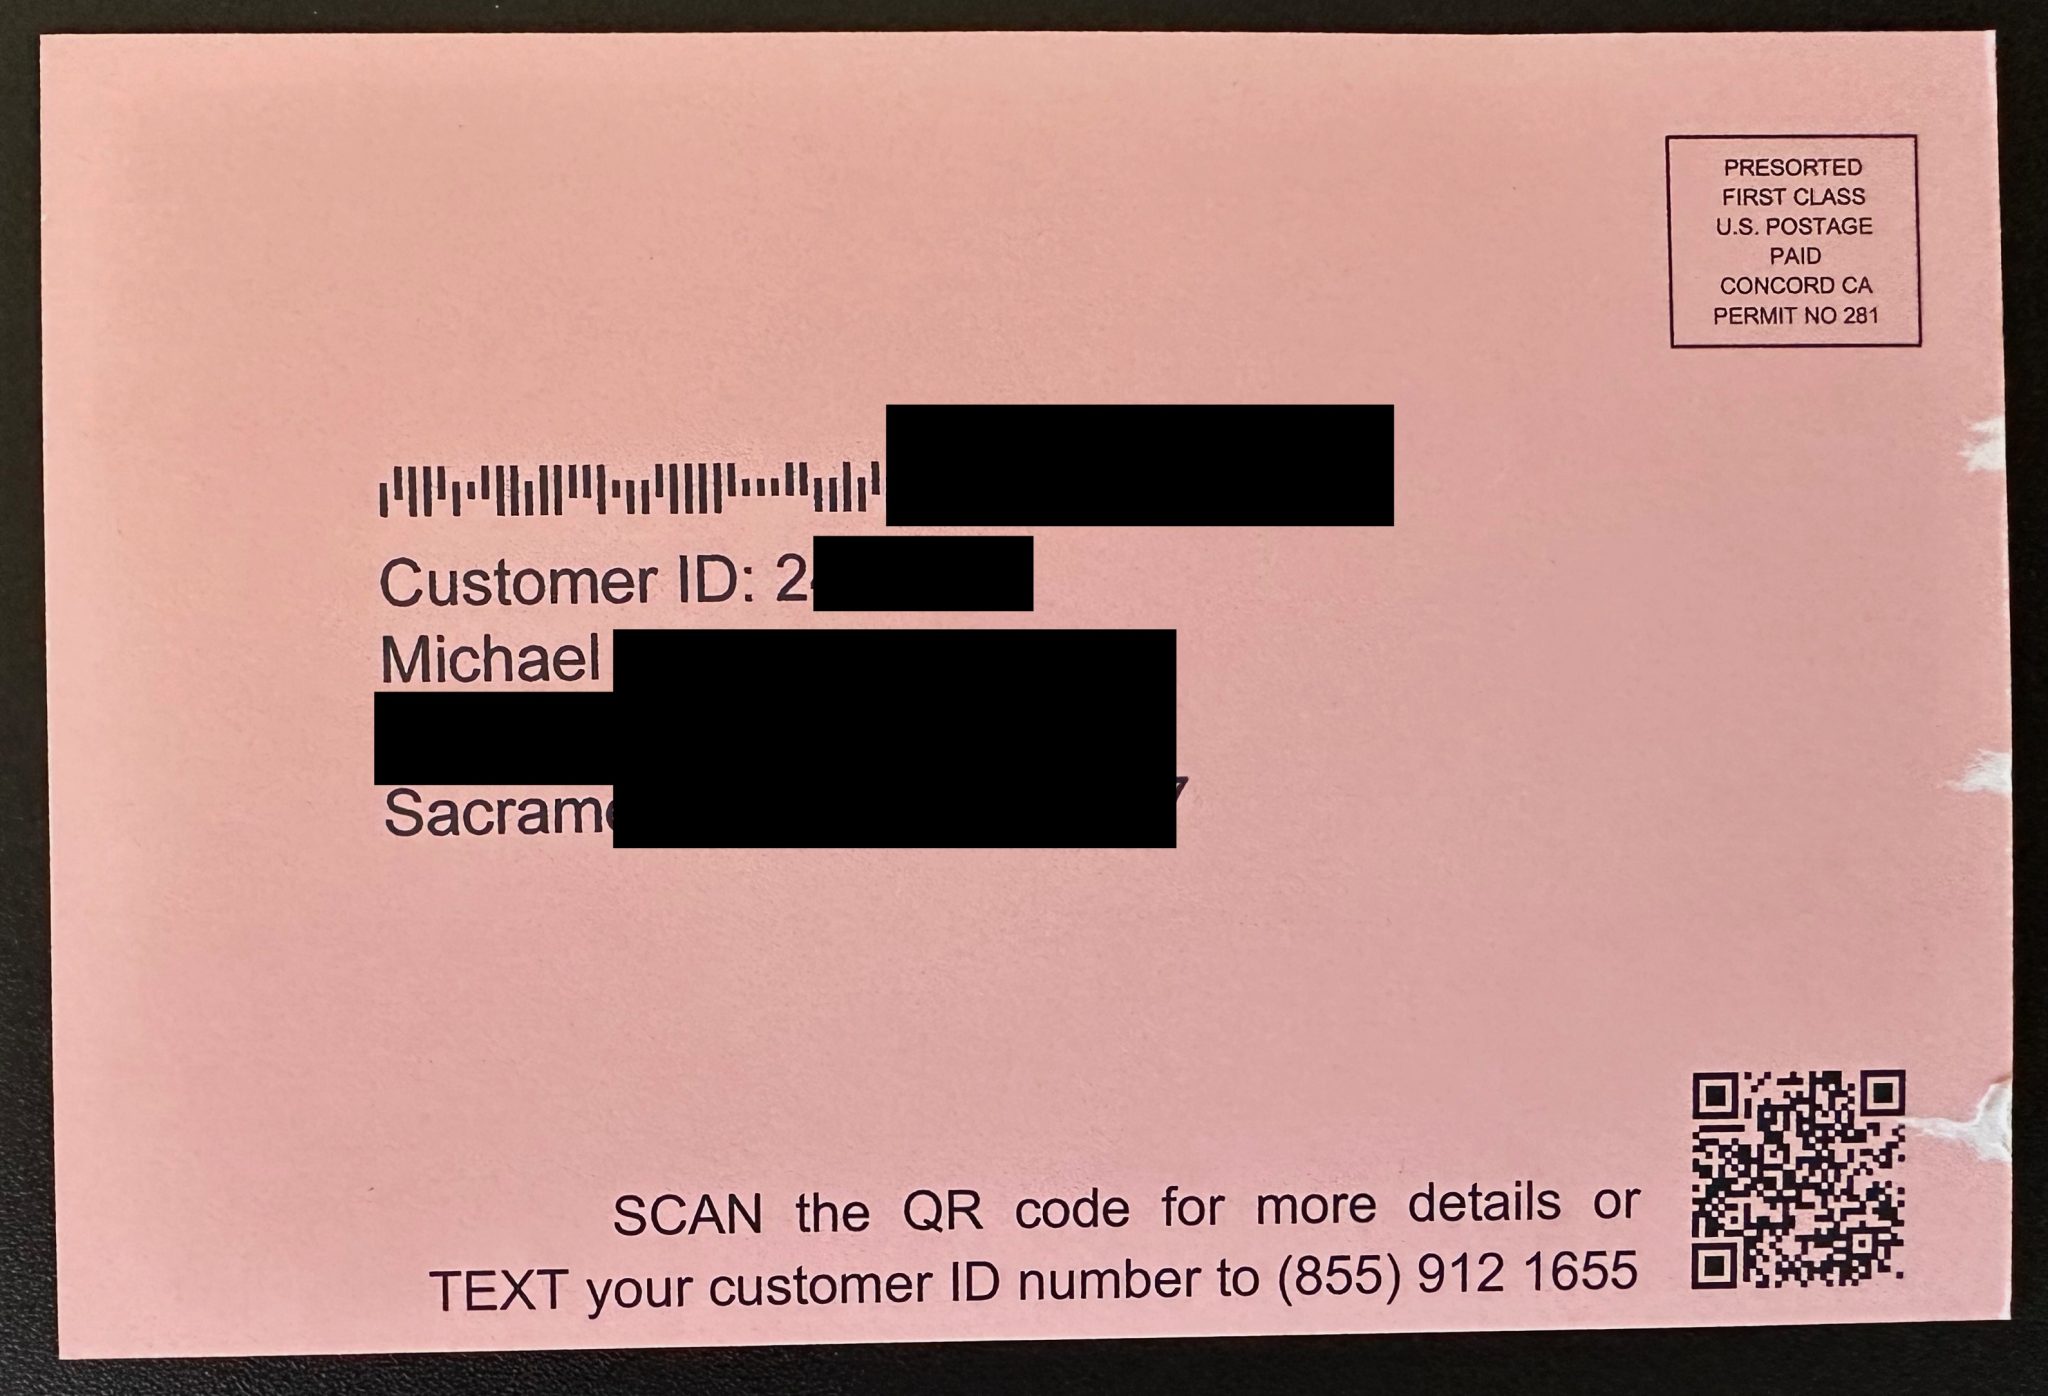 PRESORTED
FIRST CLASS
U.S. POSTAGE
PAID
CONCORD CA
PERMIT NO 281
Customer ID: 2
Michael
SCAN the QR code for more details or
TEXT your customer ID number to (855) 912 1655